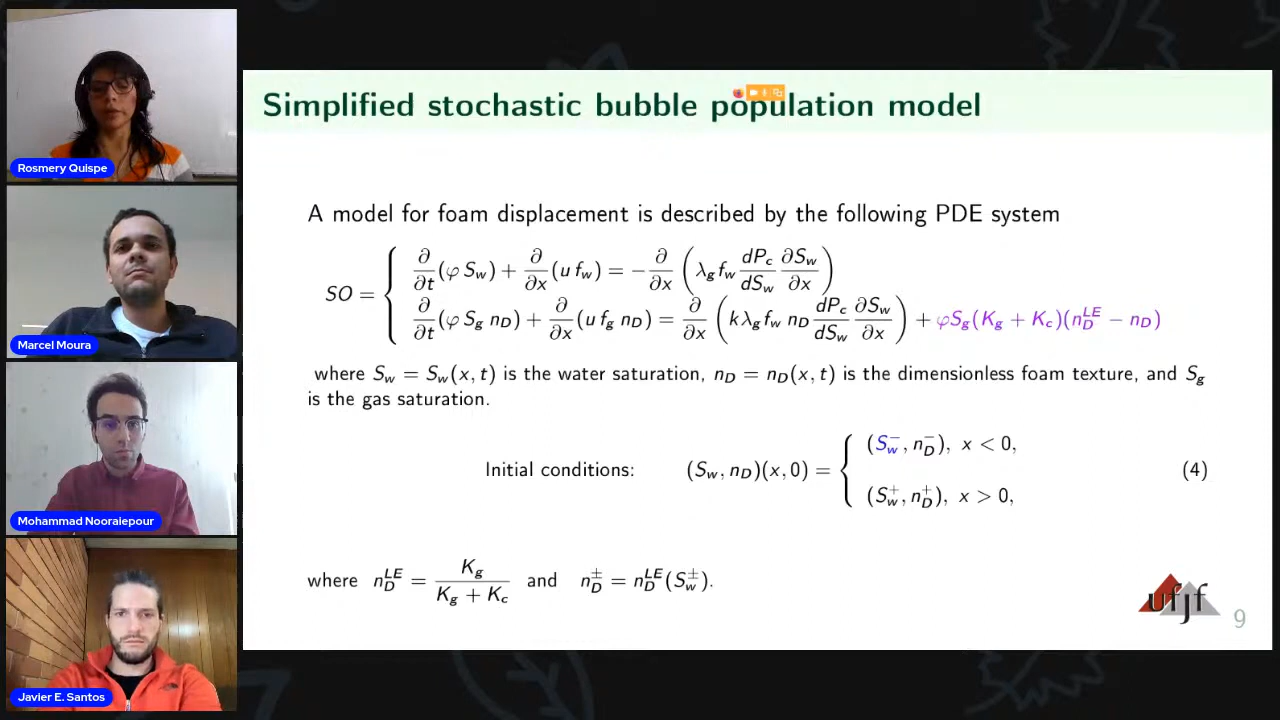 Simplified stochastic bubble population model
Rosmery Quispe
A model for foam displacement is described by the following PDE system
SO = { ∂/∂t (φ S_w) + ∂/∂x (u f_w) = − ∂/∂x ( λ_g f_w dP_c/dS_w ∂S_w/∂x )
∂/∂t (φ S_g n_D) + ∂/∂x (u f_g n_D) = ∂/∂x ( k λ_g f_w n_D dP_c/dS_w ∂S_w/∂x ) + φS_g(K_g + K_c)(n_D^{LE} − n_D)
Marcel Moura
where S_w = S_w(x, t) is the water saturation, n_D = n_D(x, t) is the dimensionless foam texture, and S_g
is the gas saturation.
Initial conditions: (S_w, n_D)(x, 0) = { (S_w^−, n_D^−), x < 0,
(S_w^+, n_D^+), x > 0,
(4)
Mohammad Nooraiepour
where n_D^{LE} = K_g / (K_g + K_c) and n_D^± = n_D^{LE}(S_w^±).
ufjf
9
Javier E. Santos